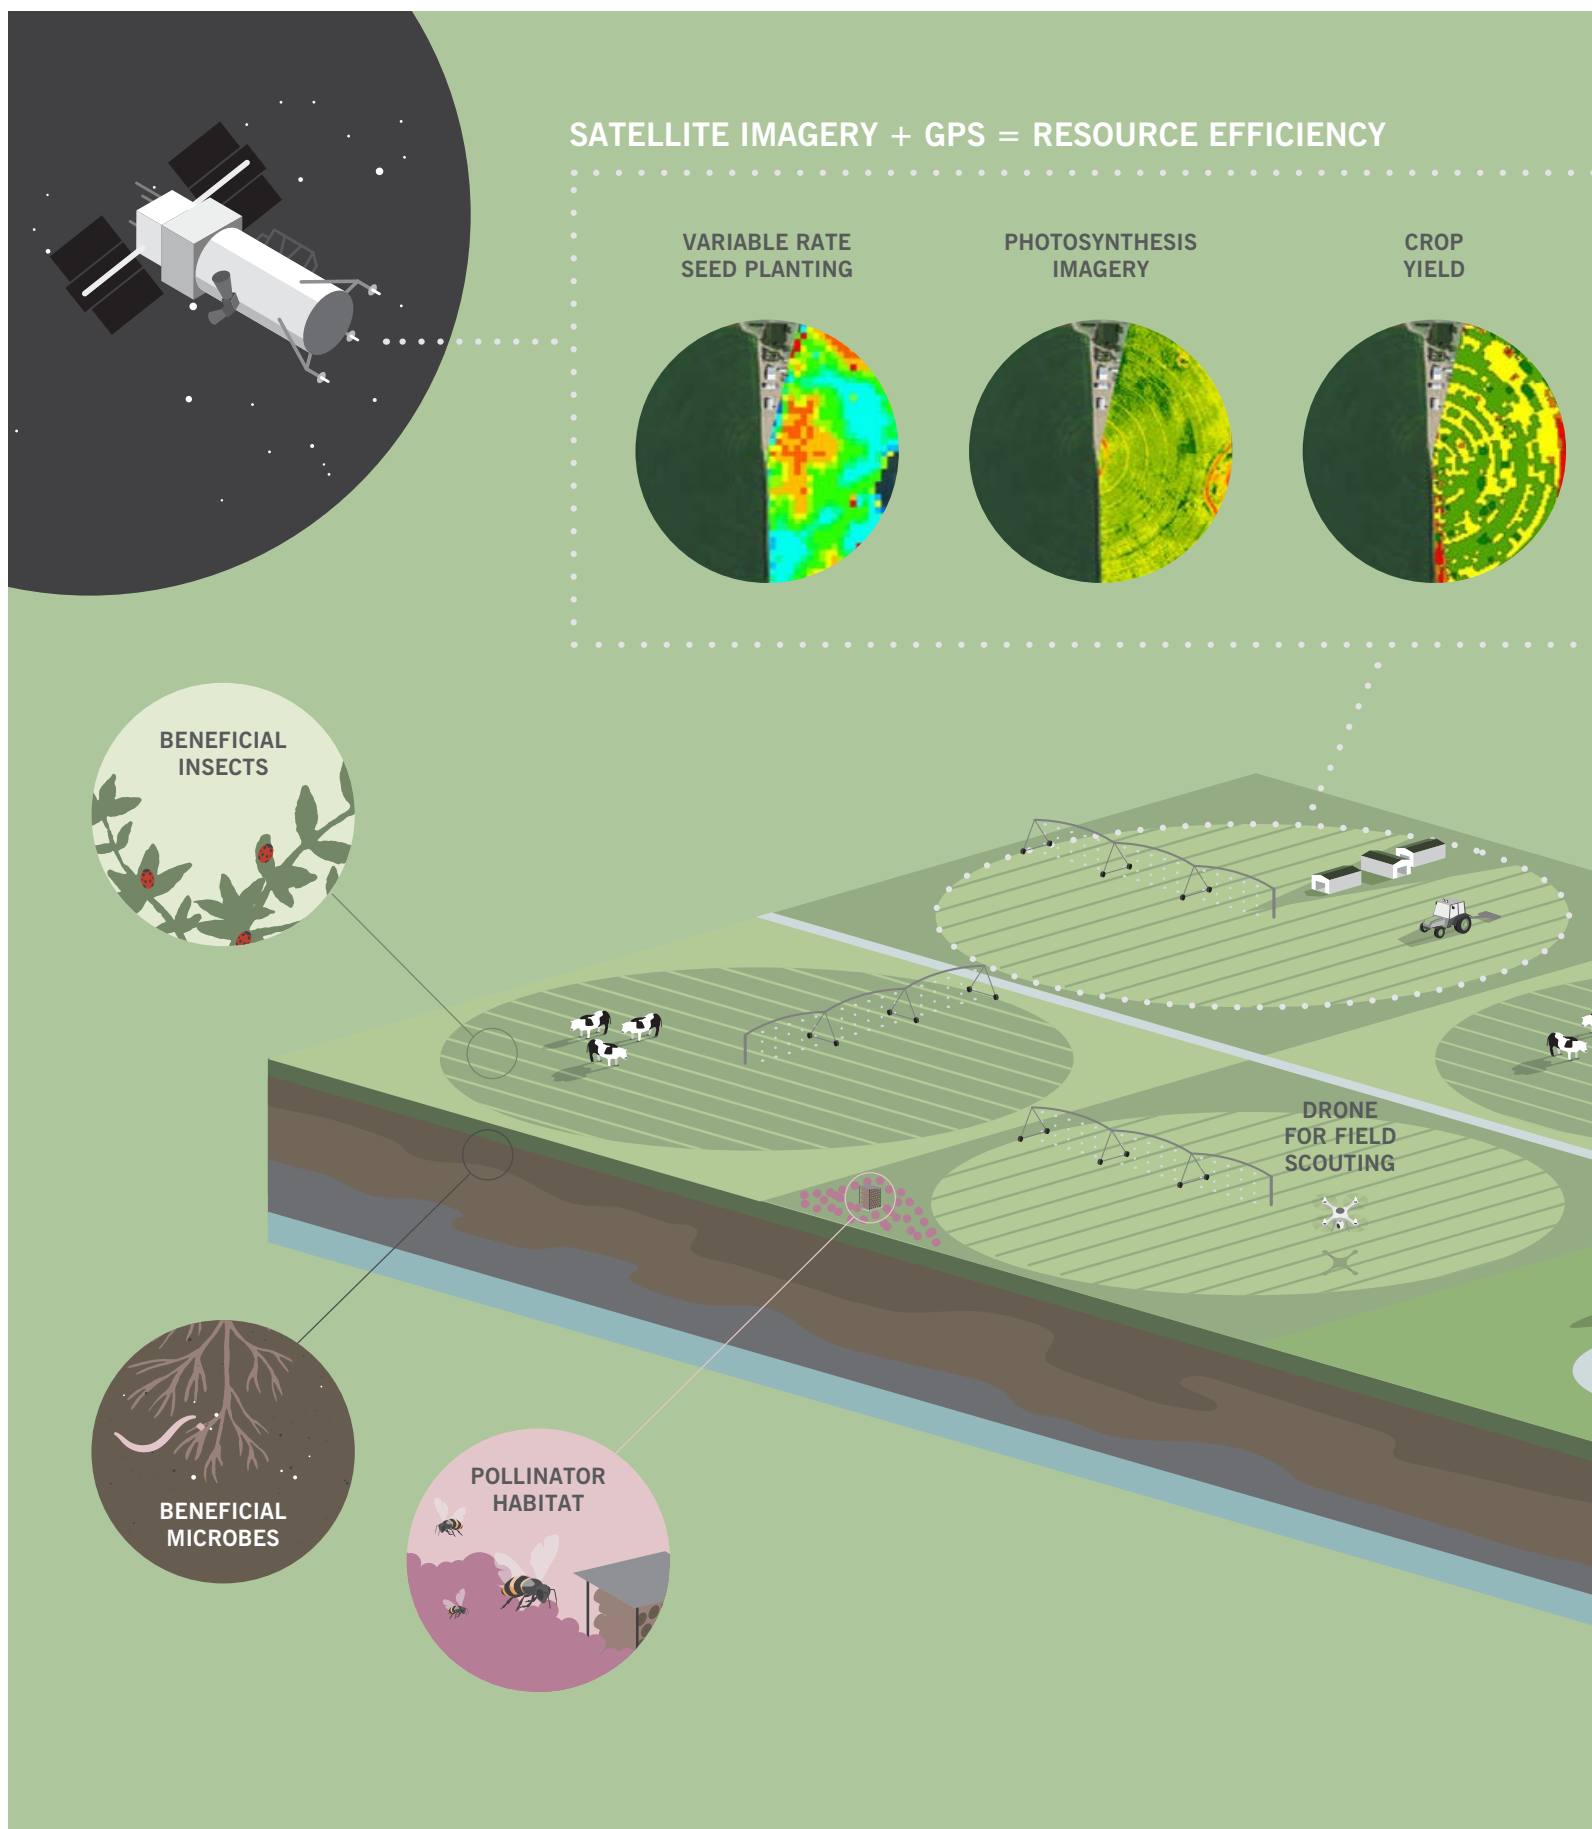 SATELLITE IMAGERY + GPS = RESOURCE EFFICIENCY
VARIABLE RATE
SEED PLANTING
PHOTOSYNTHESIS
IMAGERY
CROP
YIELD
BENEFICIAL
INSECTS
DRONE
FOR FIELD
SCOUTING
BENEFICIAL
MICROBES
POLLINATOR
HABITAT